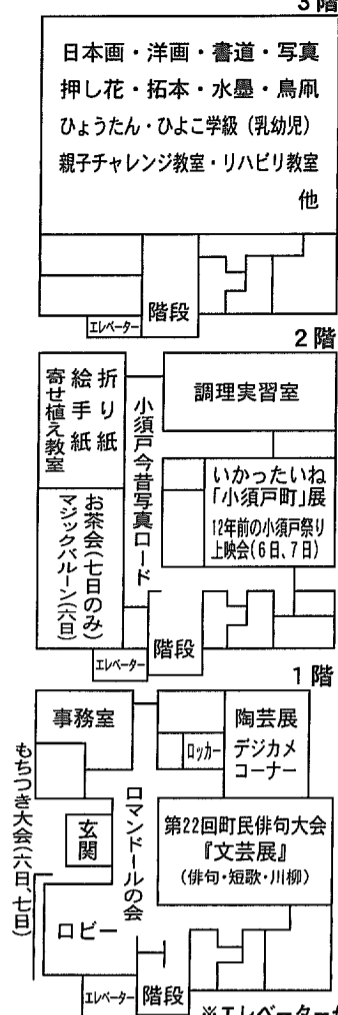 3階
日本画・洋画・書道・写真
押し花・拓本・水墨・鳥凧
ひょうたん・ひよこ学級（乳幼児）
親子チャレンジ教室・リハビリ教室
他
階段
エレベーター
2階
折り紙
絵手紙
寄せ植え教室
小須戸今昔写真ロード
調理実習室
いかったいね
「小須戸町」展
12年前の小須戸祭り
上映会(6日、7日)
お茶会(七日のみ)
マジックバルーン(六日)
階段
エレベーター
1階
事務室
陶芸展
ロッカー
デジカメ
コーナー
もちつき大会(六日、七日)
玄関
ロマンドールの会
第22回町民俳句大会
『文芸展』
(俳句・短歌・川柳)
ロビー
エレベーター
階段
※エレベーターが